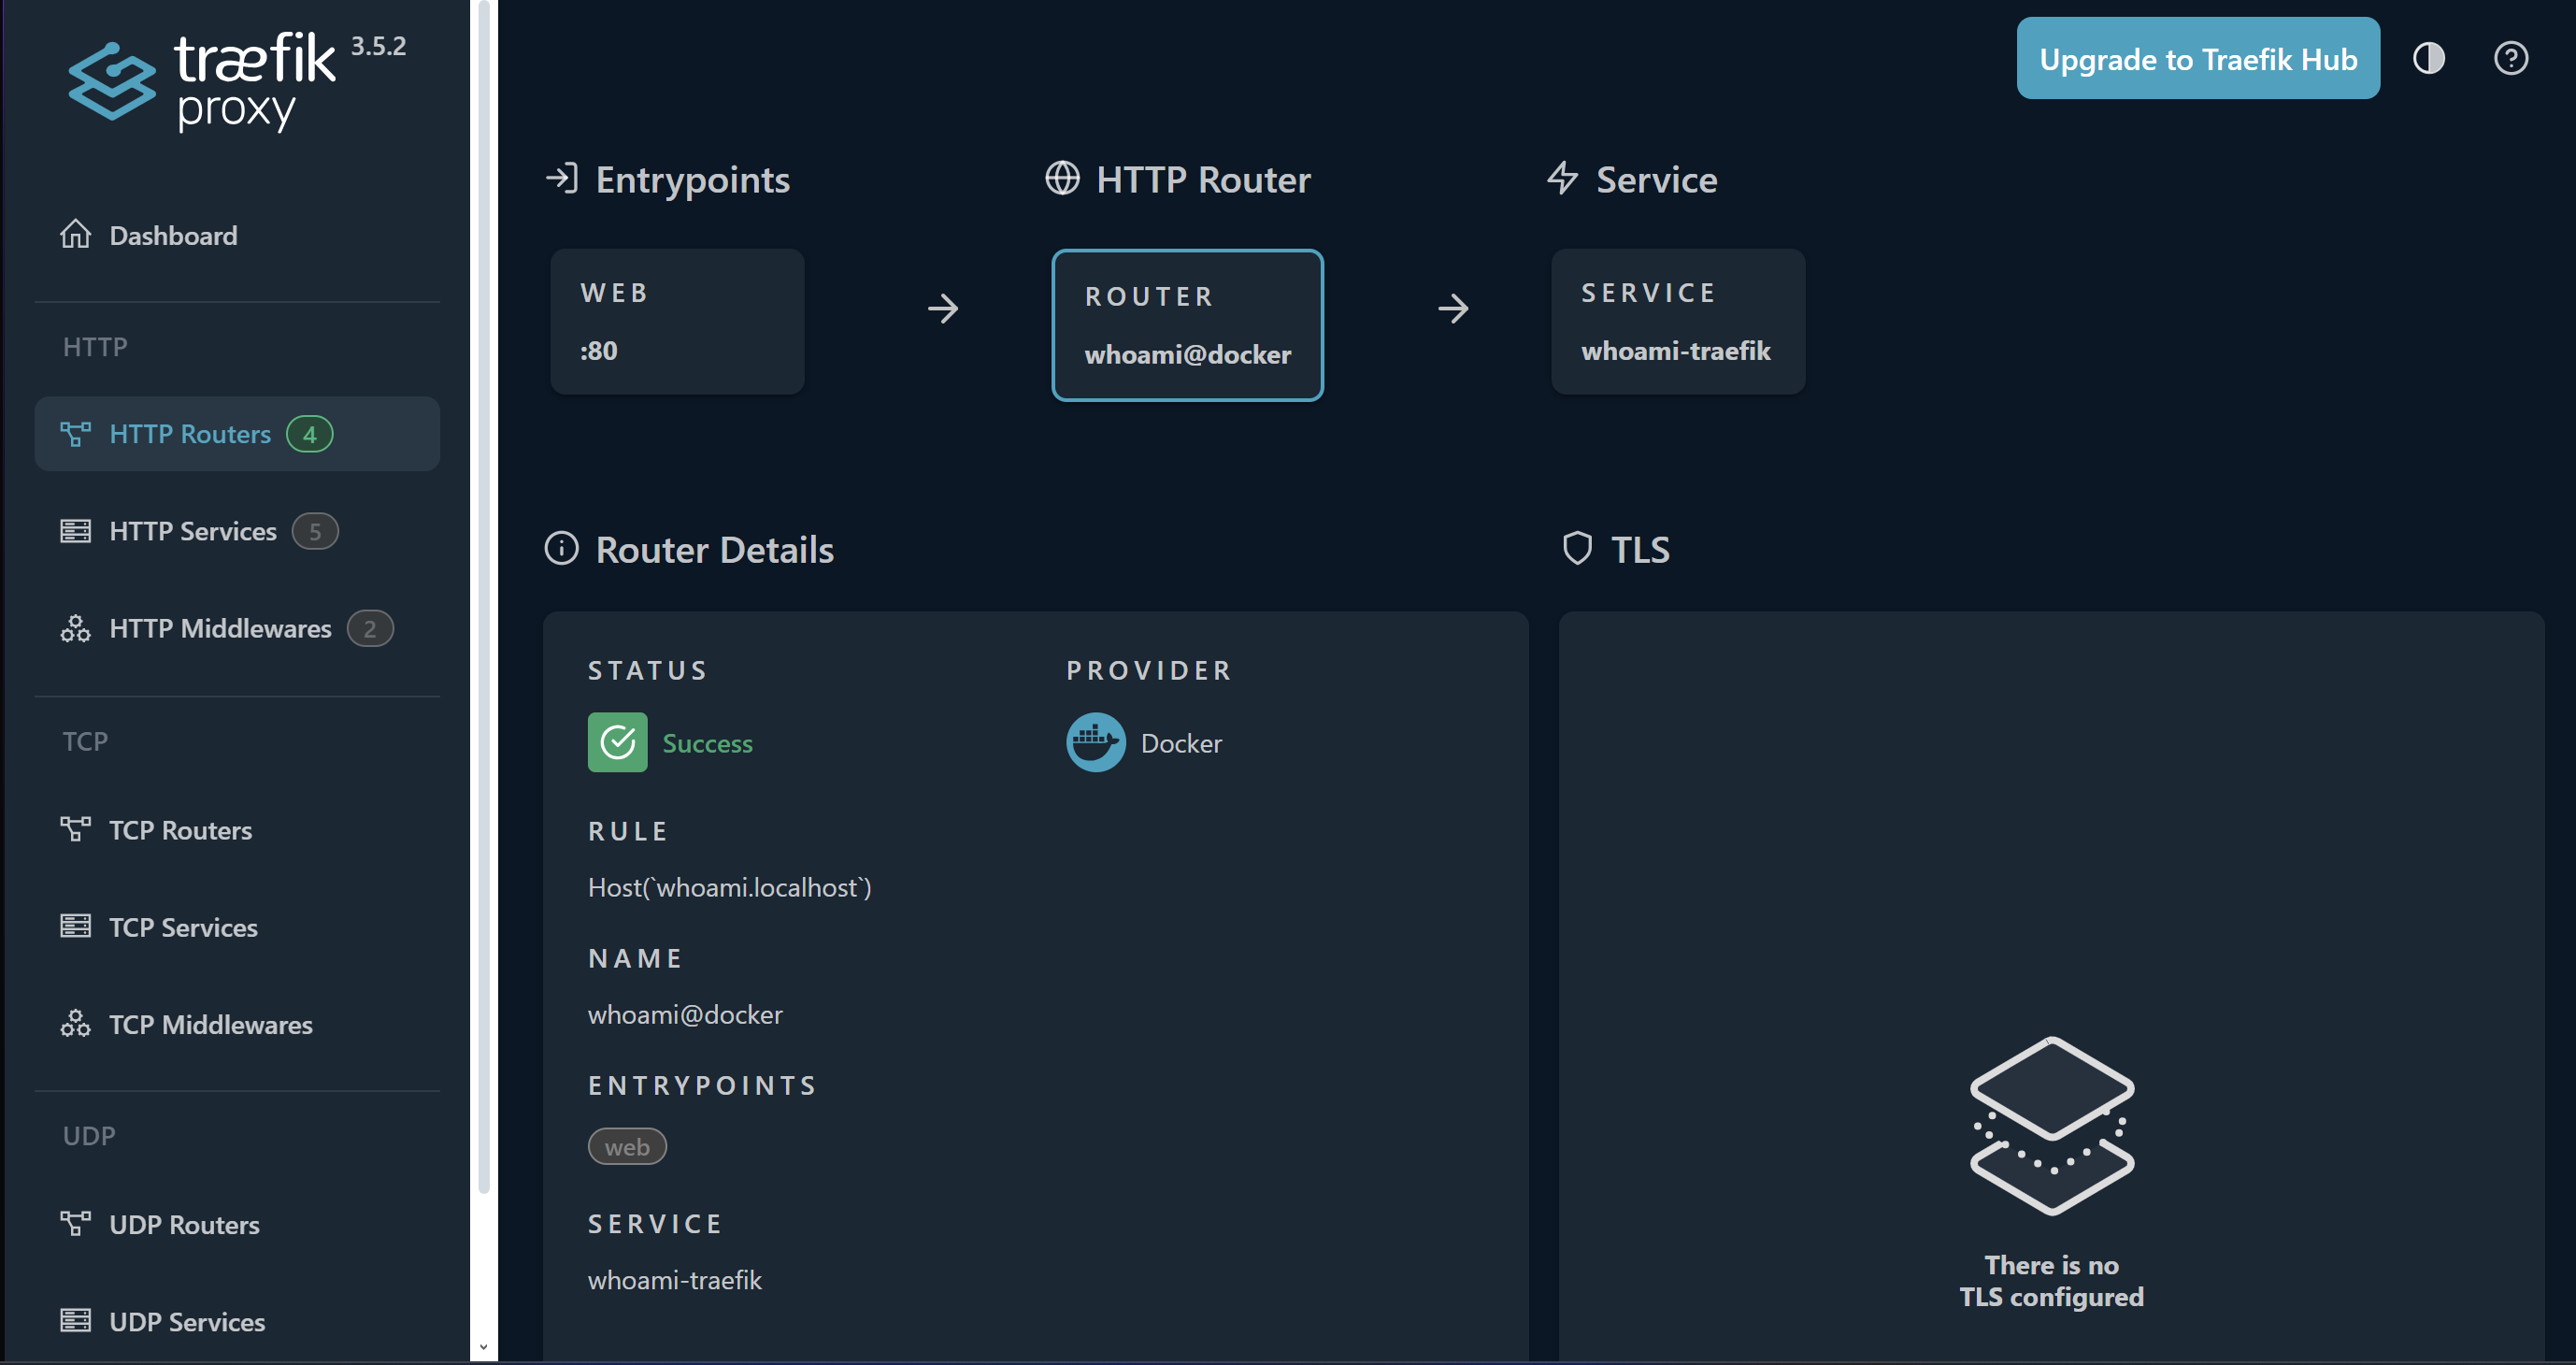 træfik 3.5.2
proxy
Dashboard
HTTP
HTTP Routers 4
HTTP Services 5
HTTP Middlewares 2
TCP
TCP Routers
TCP Services
TCP Middlewares
UDP
UDP Routers
UDP Services
Upgrade to Traefik Hub
Entrypoints
WEB
:80
HTTP Router
ROUTER
whoami@docker
Service
SERVICE
whoami-traefik
Router Details
STATUS
Success
PROVIDER
Docker
RULE
Host(`whoami.localhost`)
NAME
whoami@docker
ENTRYPOINTS
web
SERVICE
whoami-traefik
TLS
There is no
TLS configured